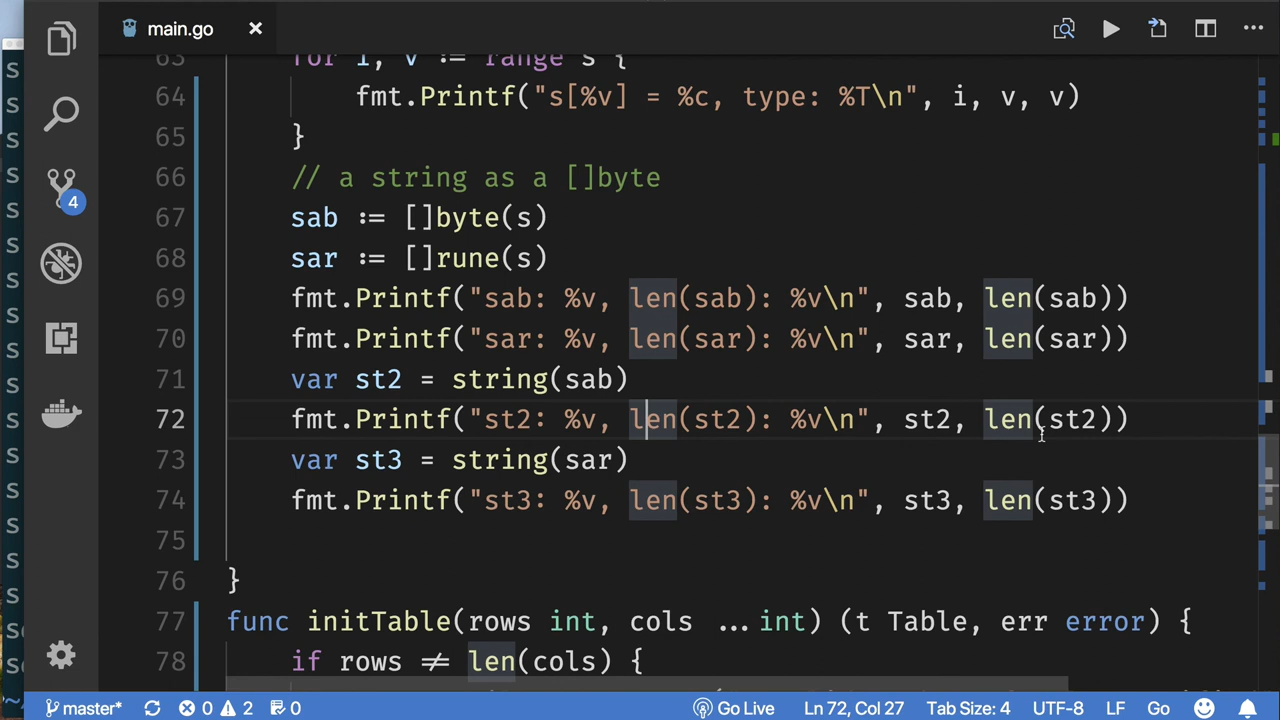 main.go
63 for i, v := range s {
64 fmt.Printf("s[%v] = %c, type: %T\n", i, v, v)
65 }
66 // a string as a []byte
67 sab := []byte(s)
68 sar := []rune(s)
69 fmt.Printf("sab: %v, len(sab): %v\n", sab, len(sab))
70 fmt.Printf("sar: %v, len(sar): %v\n", sar, len(sar))
71 var st2 = string(sab)
72 fmt.Printf("st2: %v, len(st2): %v\n", st2, len(st2))
73 var st3 = string(sar)
74 fmt.Printf("st3: %v, len(st3): %v\n", st3, len(st3))
75
76 }
77 func initTable(rows int, cols ...int) (t Table, err error) {
78 if rows ≠ len(cols) {
4
master* 0 2 0 Go Live Ln 72, Col 27 Tab Size: 4 UTF-8 LF Go